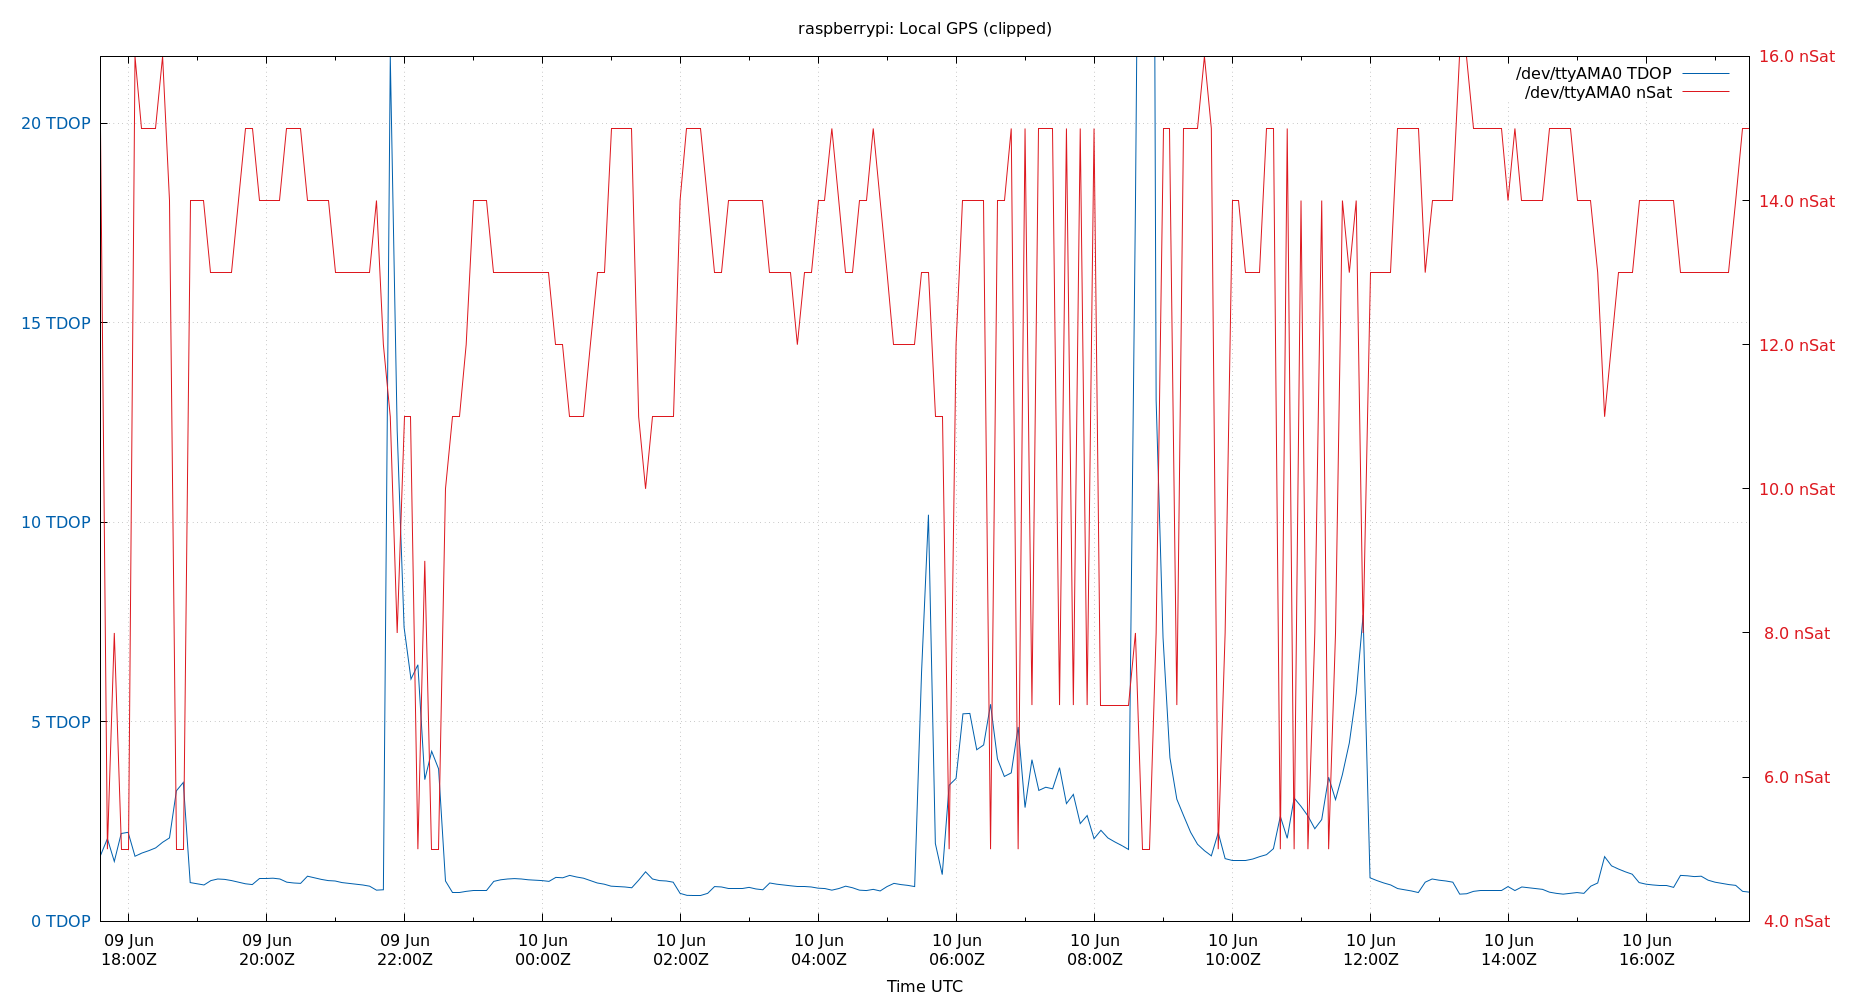 raspberrypi: Local GPS (clipped)
/dev/ttyAMA0 TDOP
/dev/ttyAMA0 nSat
20 TDOP
15 TDOP
10 TDOP
5 TDOP
0 TDOP
16.0 nSat
14.0 nSat
12.0 nSat
10.0 nSat
8.0 nSat
6.0 nSat
4.0 nSat
09 Jun 09 Jun 09 Jun 10 Jun 10 Jun 10 Jun 10 Jun 10 Jun 10 Jun 10 Jun 10 Jun 10 Jun
18:00Z 20:00Z 22:00Z 00:00Z 02:00Z 04:00Z 06:00Z 08:00Z 10:00Z 12:00Z 14:00Z 16:00Z
Time UTC